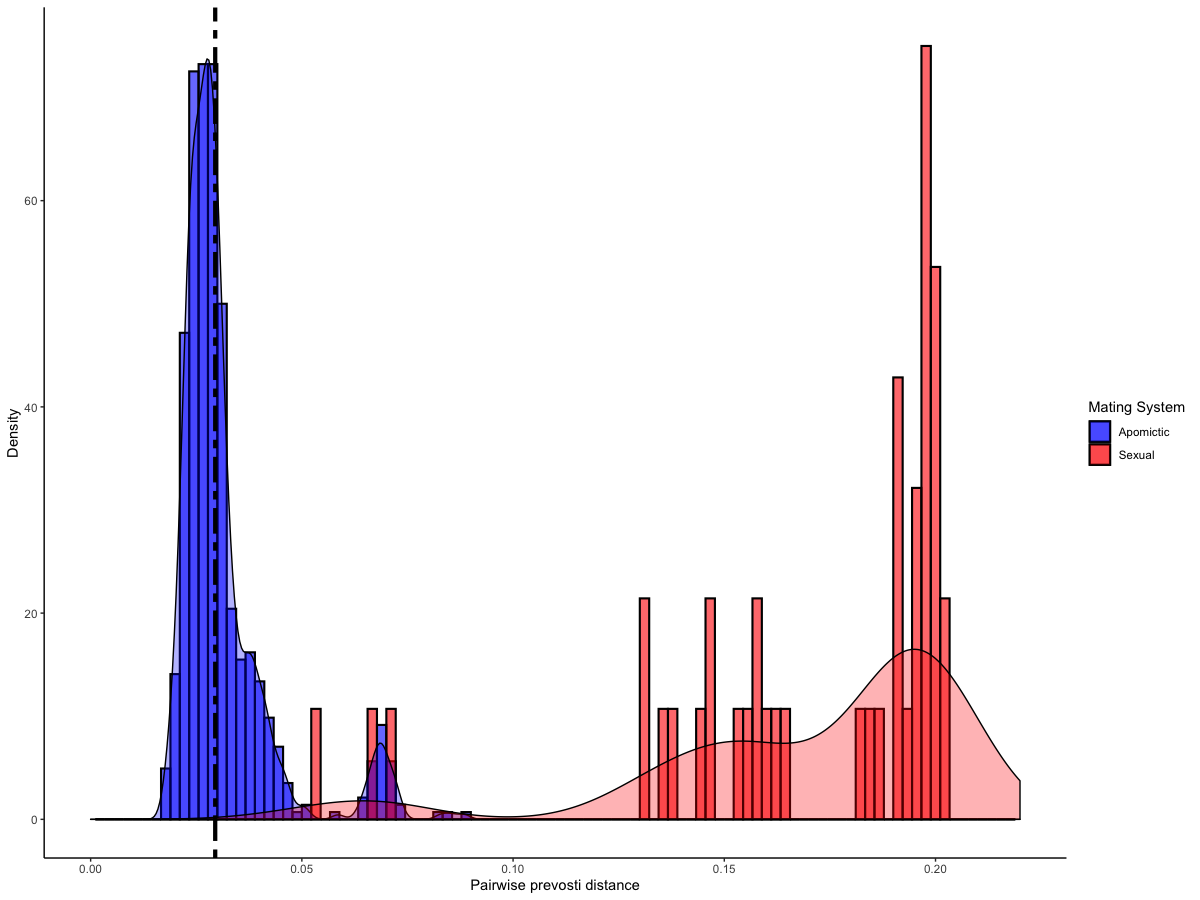 60
40
20
0
Density
0.00 0.05 0.10 0.15 0.20
Pairwise prevosti distance
Mating System
Apomictic
Sexual